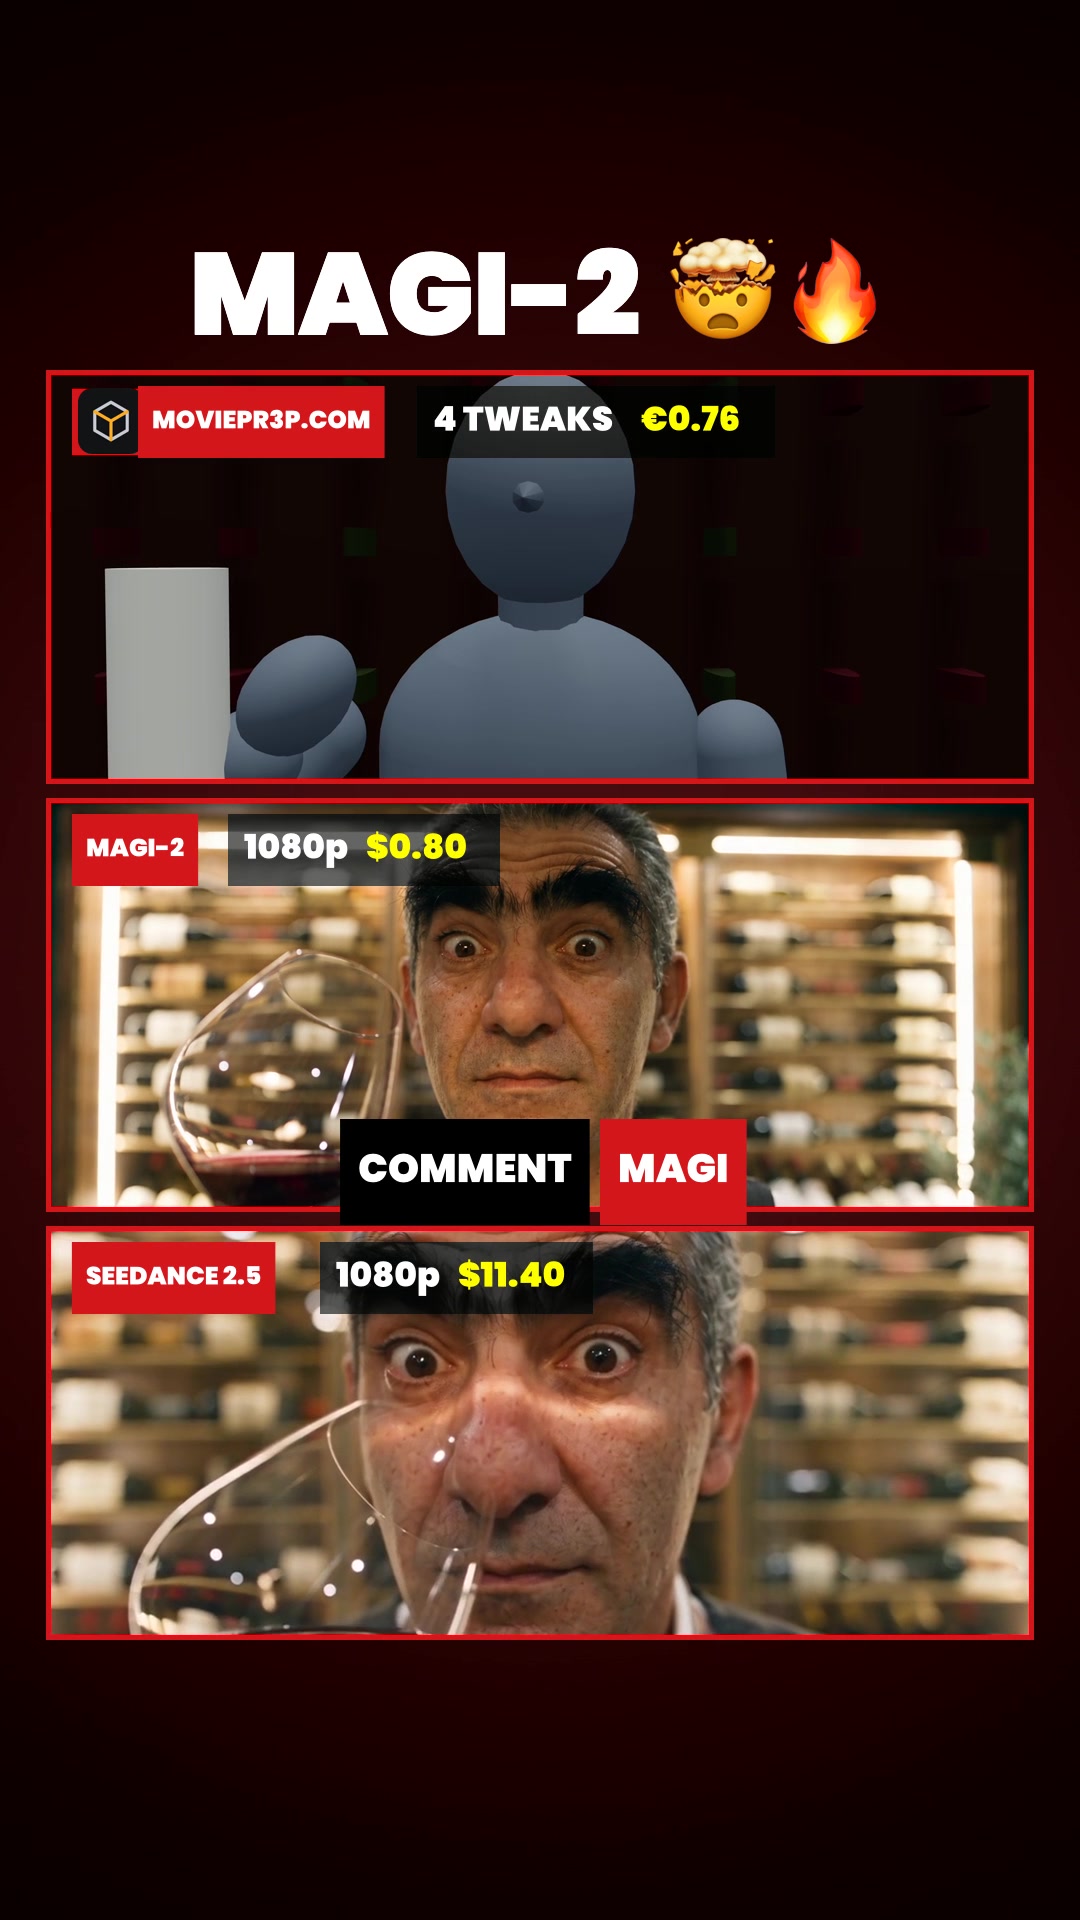 MAGI-2 🤯🔥
MOVIEPR3P.COM 4 TWEAKS €0.76
MAGI-2 1080p $0.80
COMMENT MAGI
SEEDANCE 2.5 1080p $11.40